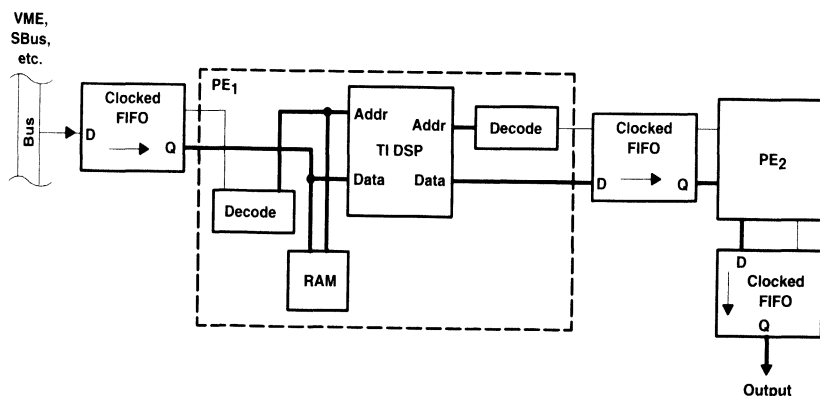 VME,
SBus,
etc.
Bus
D
Clocked
FIFO
Q
PE1
Decode
RAM
Addr
Data
TI DSP
Addr
Data
Decode
Clocked
FIFO
D
Q
PE2
D
Clocked
FIFO
Q
Output